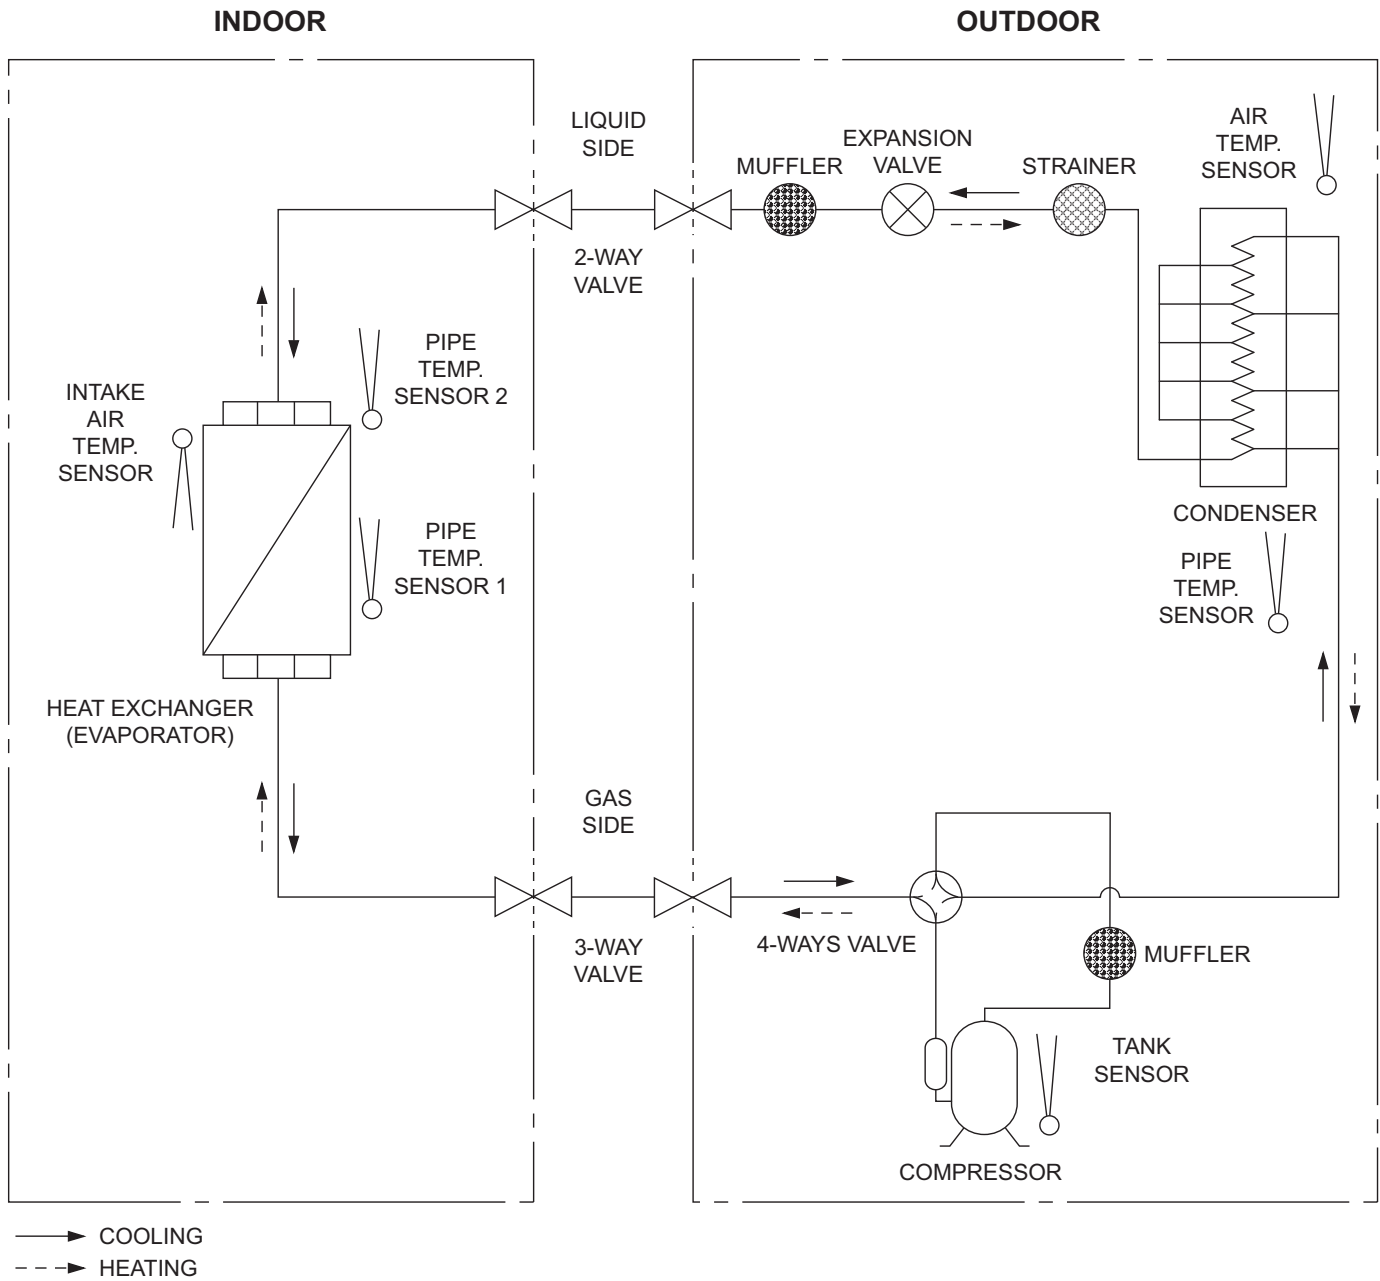 INDOOR
OUTDOOR
LIQUID
SIDE
MUFFLER
EXPANSION
VALVE
STRAINER
AIR
TEMP.
SENSOR
2-WAY
VALVE
PIPE
TEMP.
SENSOR 2
INTAKE
AIR
TEMP.
SENSOR
PIPE
TEMP.
SENSOR 1
CONDENSER
PIPE
TEMP.
SENSOR
HEAT EXCHANGER
(EVAPORATOR)
GAS
SIDE
3-WAY
VALVE
4-WAYS VALVE
MUFFLER
TANK
SENSOR
COMPRESSOR
COOLING
HEATING